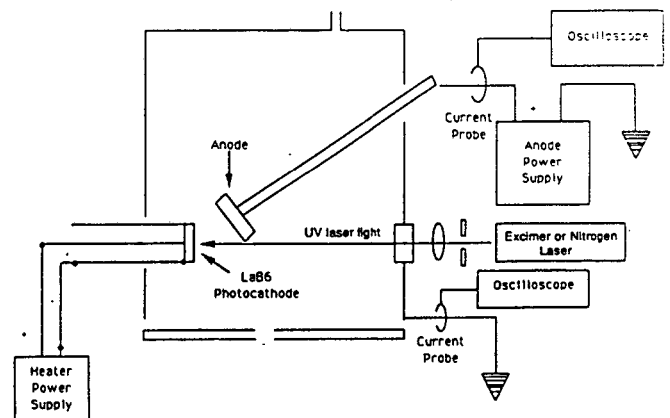 Oscilloscope
Current
Probe
Anode
Power
Supply
Anode
UV laser light
Excimer or Nitrogen
Laser
LaB6
Photocathode
Oscilloscope
Current
Probe
Heater
Power
Supply